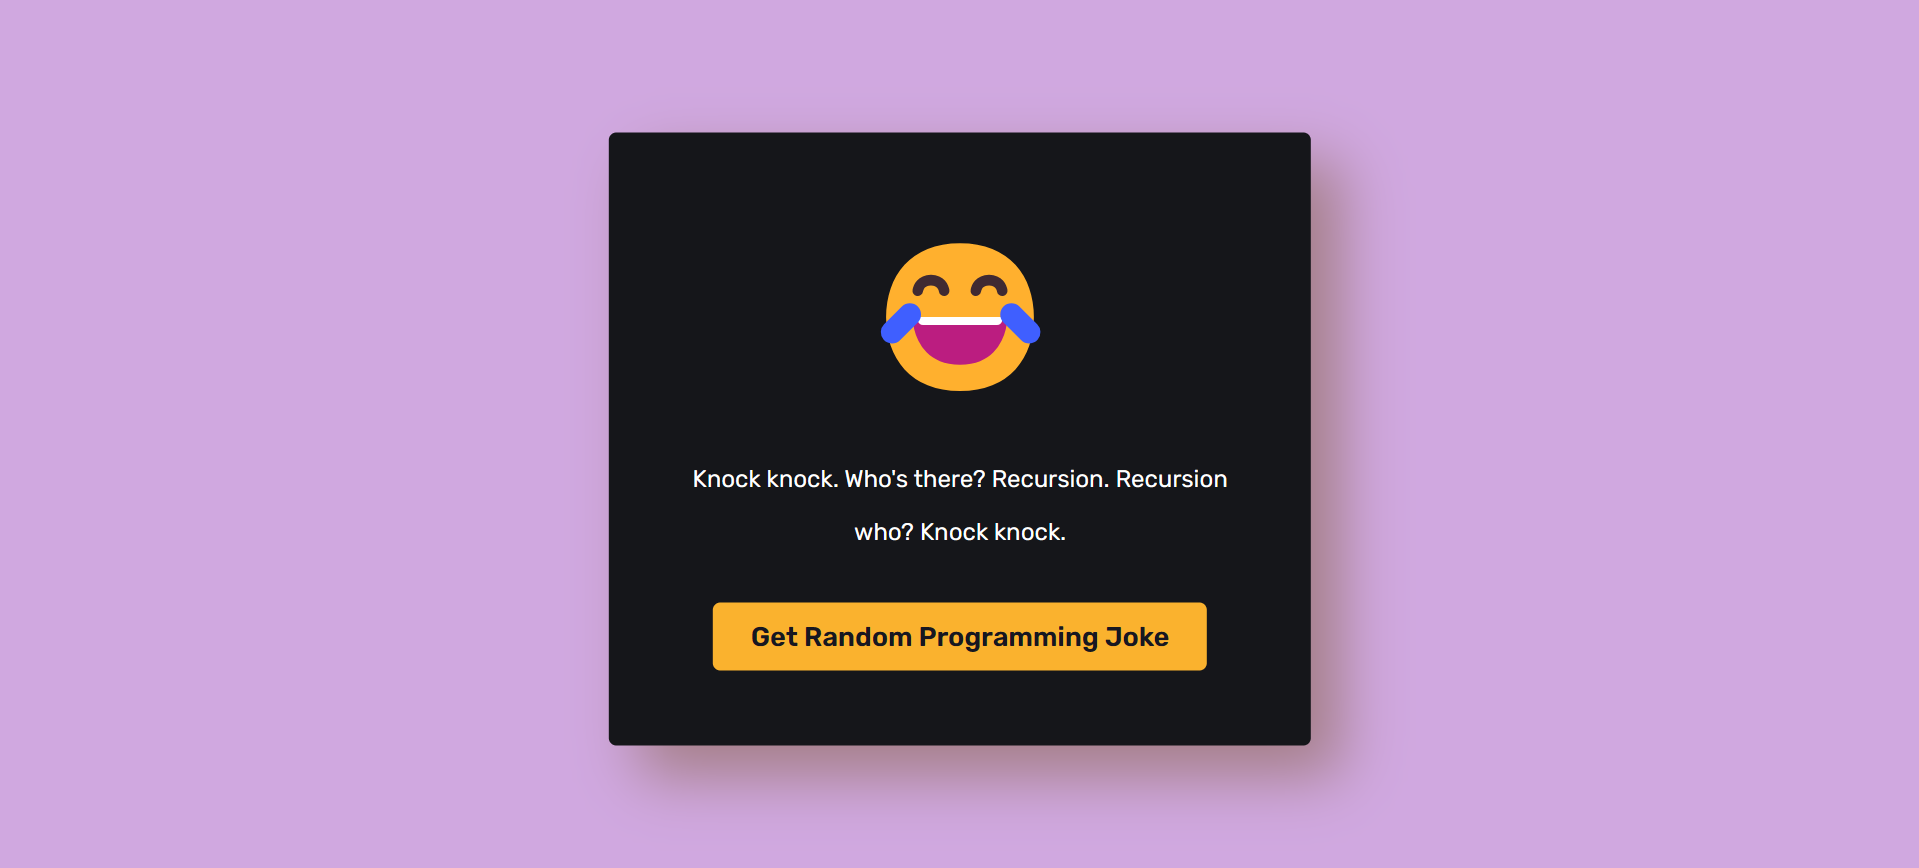 Knock knock. Who's there? Recursion. Recursion
who? Knock knock.
Get Random Programming Joke